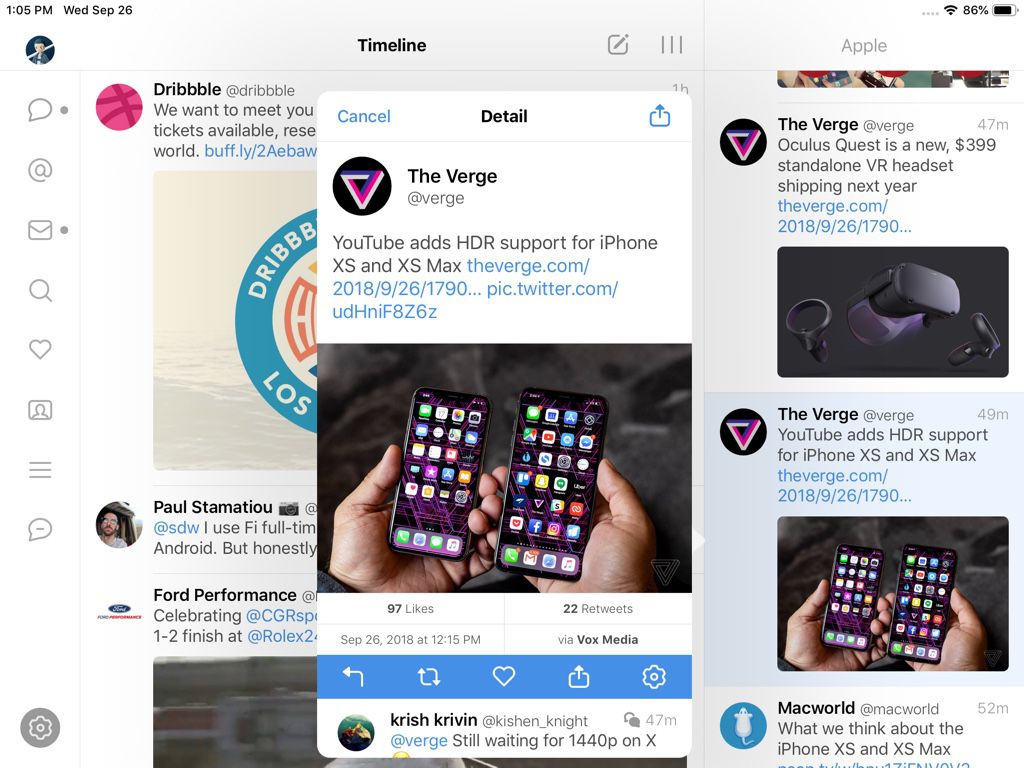 1:05 PM Wed Sep 26
86%
Timeline
Apple
Dribbble @dribbble
1h
We want to meet you
tickets available, rese
world. buff.ly/2Aebaw
DRIBBB
LOS
Paul Stamatiou
@sdw I use Fi full-tim
Android. But honestly
Ford Performance @
Celebrating @CGRspo
1-2 finish at @Rolex24
Ford
FORD PERFORMANCE
Cancel
Detail
The Verge
@verge
YouTube adds HDR support for iPhone
XS and XS Max theverge.com/
2018/9/26/1790... pic.twitter.com/
udHniF8Z6z
97 Likes
22 Retweets
Sep 26, 2018 at 12:15 PM
via Vox Media
krish krivin @kishen_knight
47m
@verge Still waiting for 1440p on X
The Verge @verge
47m
Oculus Quest is a new, $399
standalone VR headset
shipping next year
theverge.com/
2018/9/26/1790...
The Verge @verge
49m
YouTube adds HDR support
for iPhone XS and XS Max
theverge.com/
2018/9/26/1790...
Macworld @macworld
52m
What we think about the
iPhone XS and XS Max